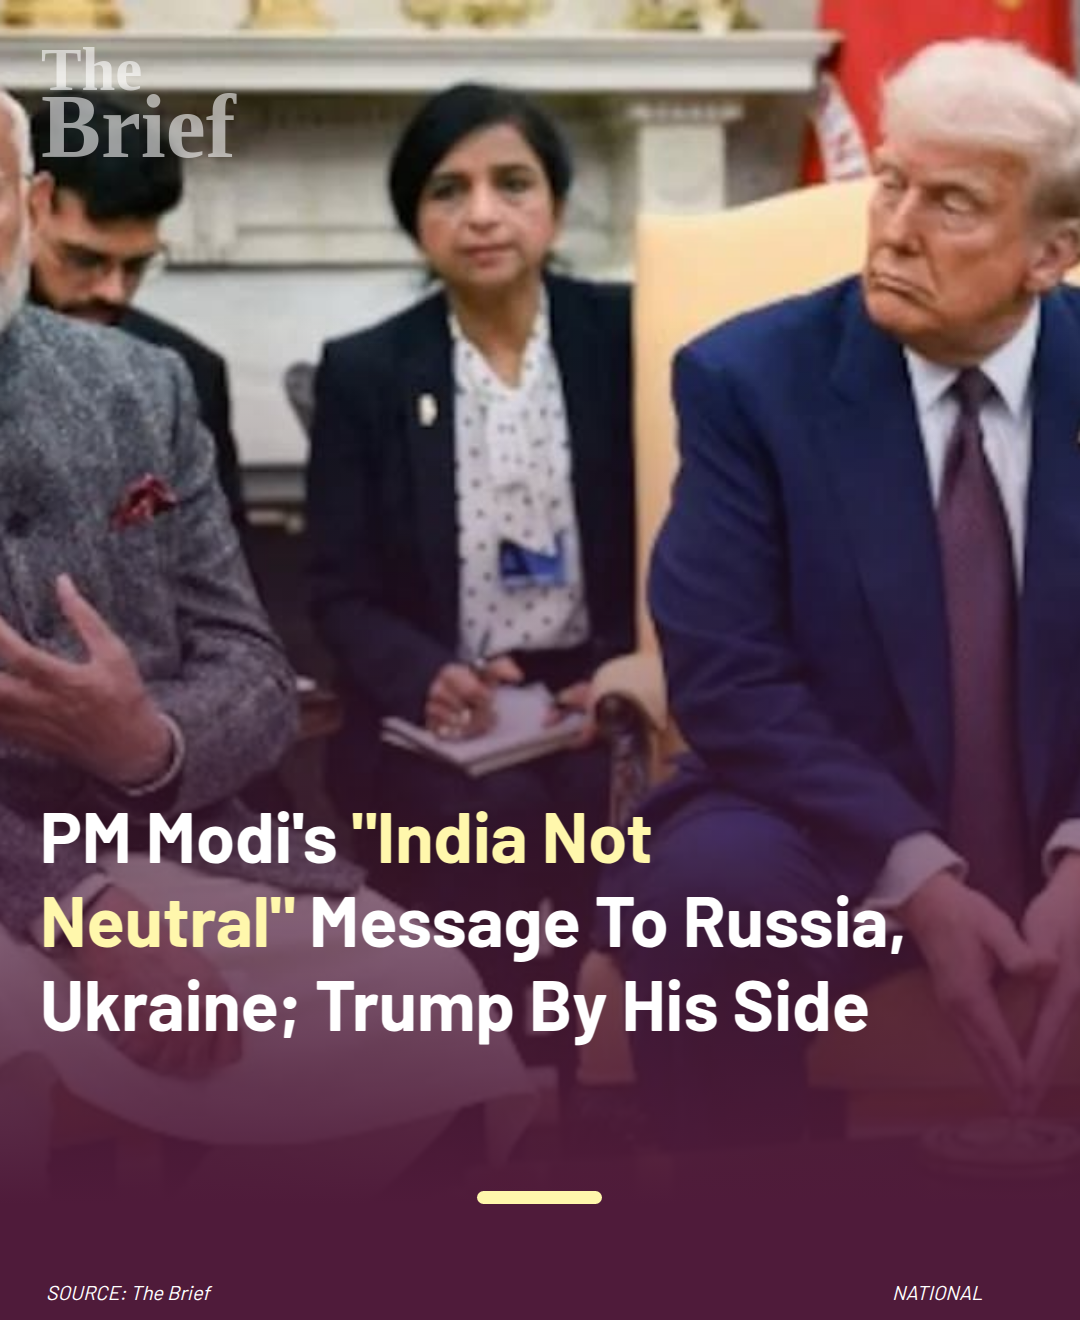 The
Brief
PM Modi's "India Not
Neutral" Message To Russia,
Ukraine; Trump By His Side
SOURCE: The Brief
NATIONAL